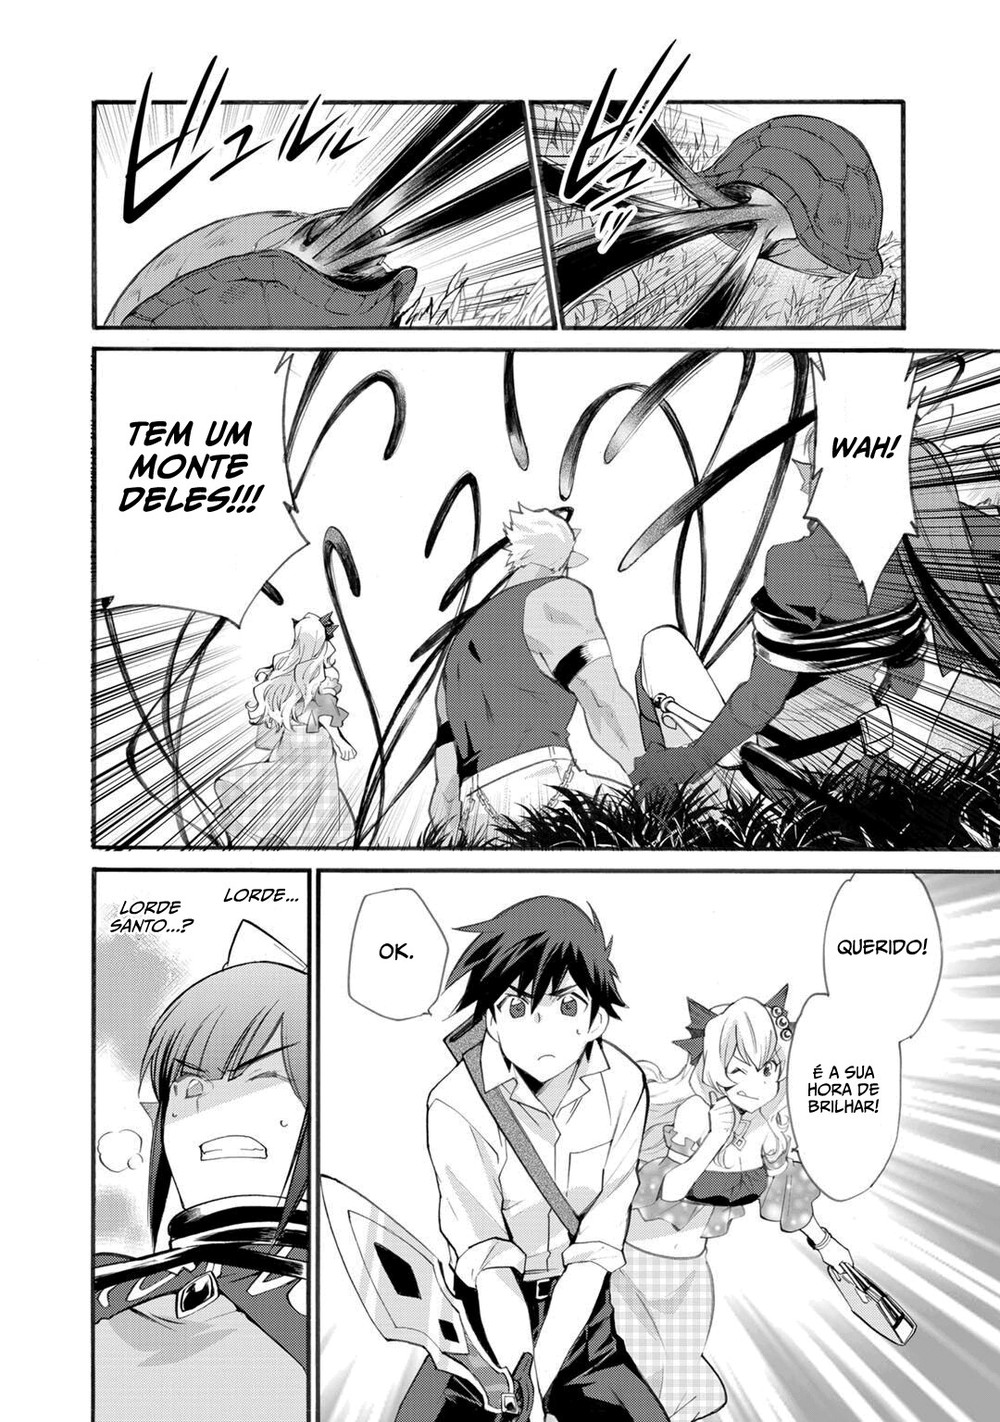 ビュ
ビュルルル
WAH!
TEM UM
MONTE
DELES!!!
QUERIDO!
É A SUA
HORA DE
BRILHAR!
OK.
LORDE...
LORDE
SANTO...?